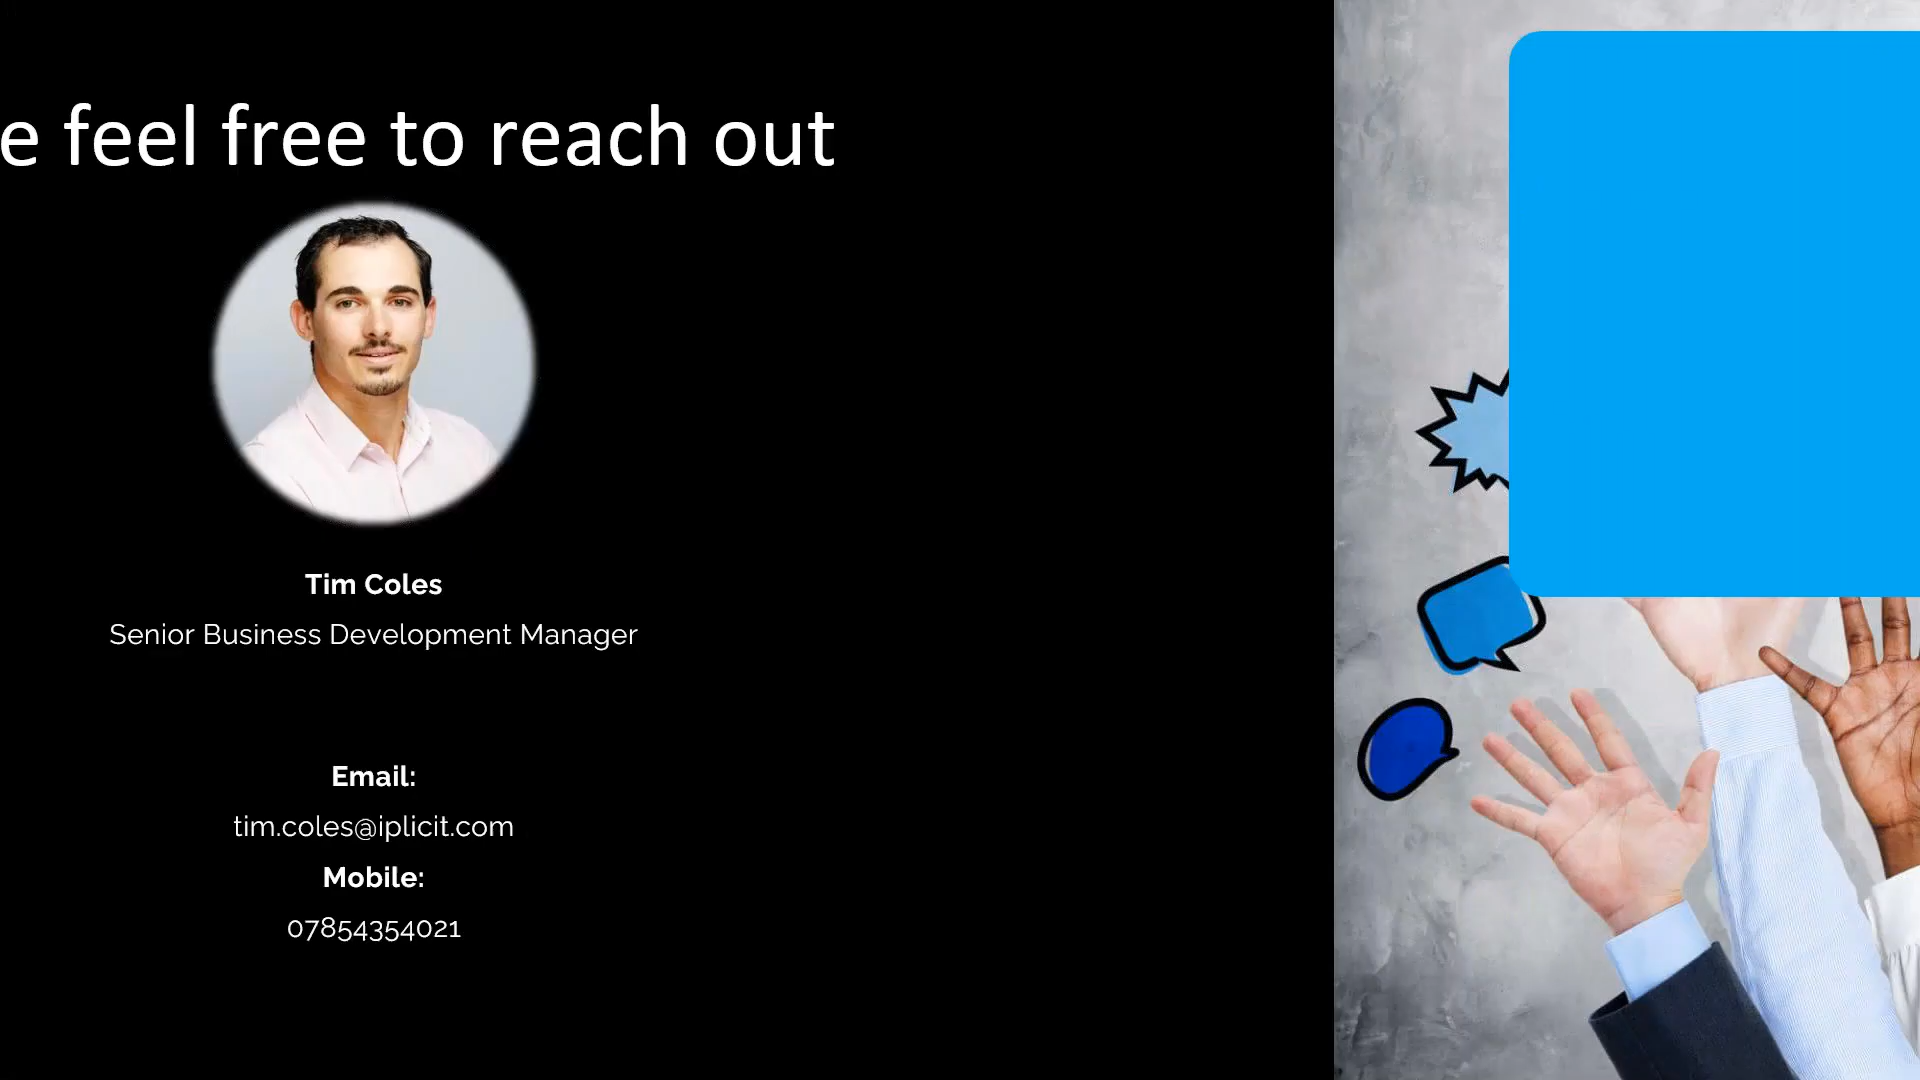 e feel free to reach out
Tim Coles
Senior Business Development Manager
Email:
tim.coles@iplicit.com
Mobile:
07854354021